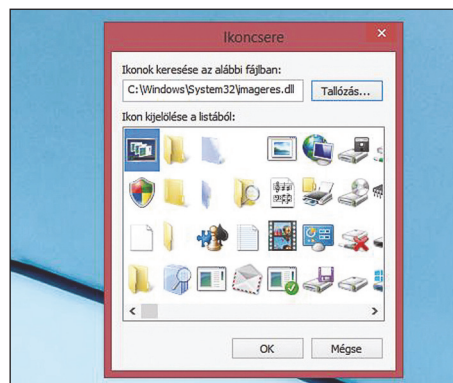 Ikoncsere
Ikonok keresése az alábbi fájlban:
C:\Windows\System32\imageres.dll
Tallózás...
Ikon kijelölése a listából:
OK
Mégse